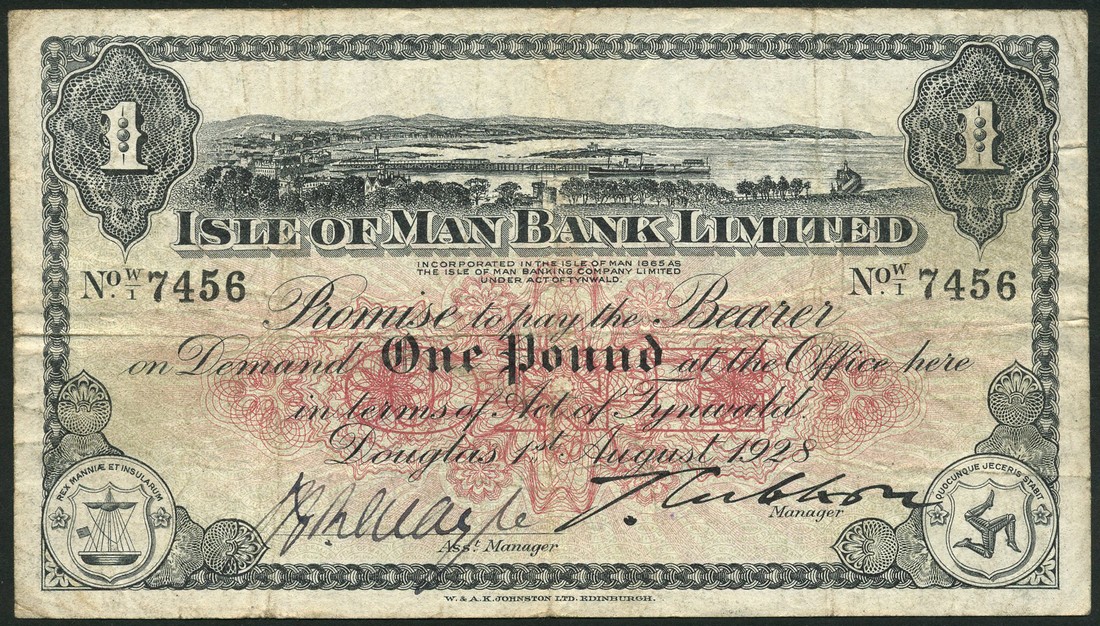 1 1
ISLE OF MAN BANK LIMITED
INCORPORATED IN THE ISLE OF MAN 1865 AS
THE ISLE OF MAN BANKING COMPANY LIMITED
UNDER ACT OF TYNWALD.
No. W/1 7456 No. W/1 7456
Promise to pay the Bearer
on Demand One Pound at the Office here
ONE
in terms of Act of Tynwald
Douglas 1st. August 1928
Asst. Manager
Manager
REX MANNIÆ ET INSULARUM
QUOCUNQUE JECERIS STABIT
W. & A.K. JOHNSTON LTD. EDINBURGH.